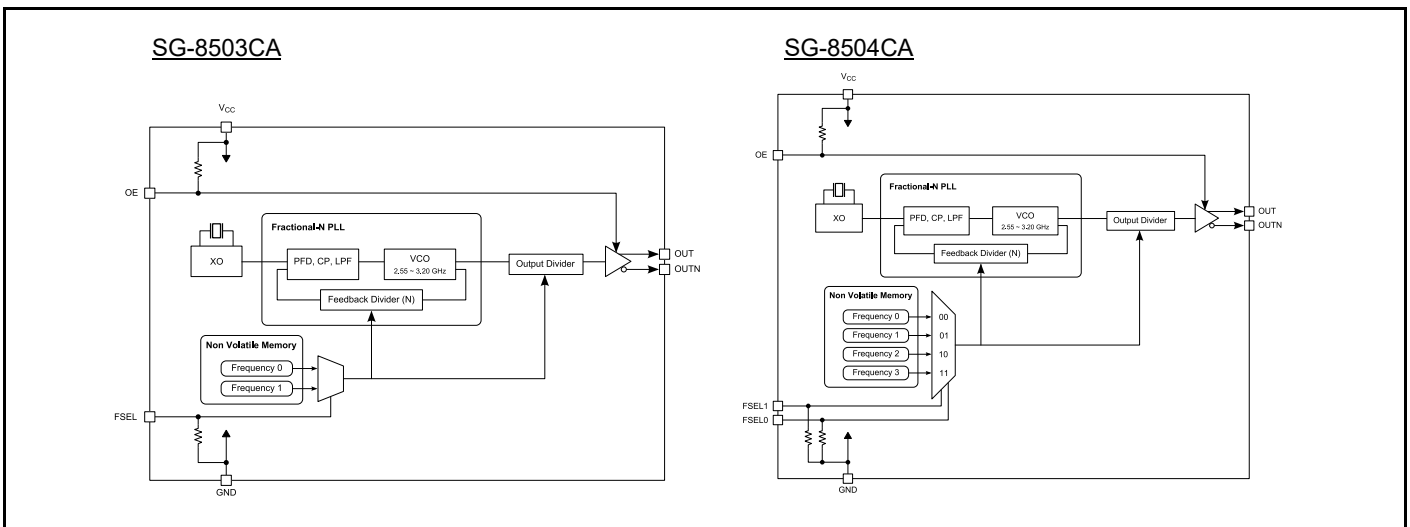 SG-8503CA
VCC
OE
XO
Fractional-N PLL
PFD, CP, LPF
VCO
2.55 ~ 3.20 GHz
Feedback Divider (N)
Output Divider
OUT
OUTN
Non Volatile Memory
Frequency 0
Frequency 1
FSEL
GND
SG-8504CA
VCC
OE
XO
Fractional-N PLL
PFD, CP, LPF
VCO
2.55 ~ 3.20 GHz
Feedback Divider (N)
Output Divider
OUT
OUTN
Non Volatile Memory
Frequency 0
00
Frequency 1
01
Frequency 2
10
Frequency 3
11
FSEL1
FSEL0
GND